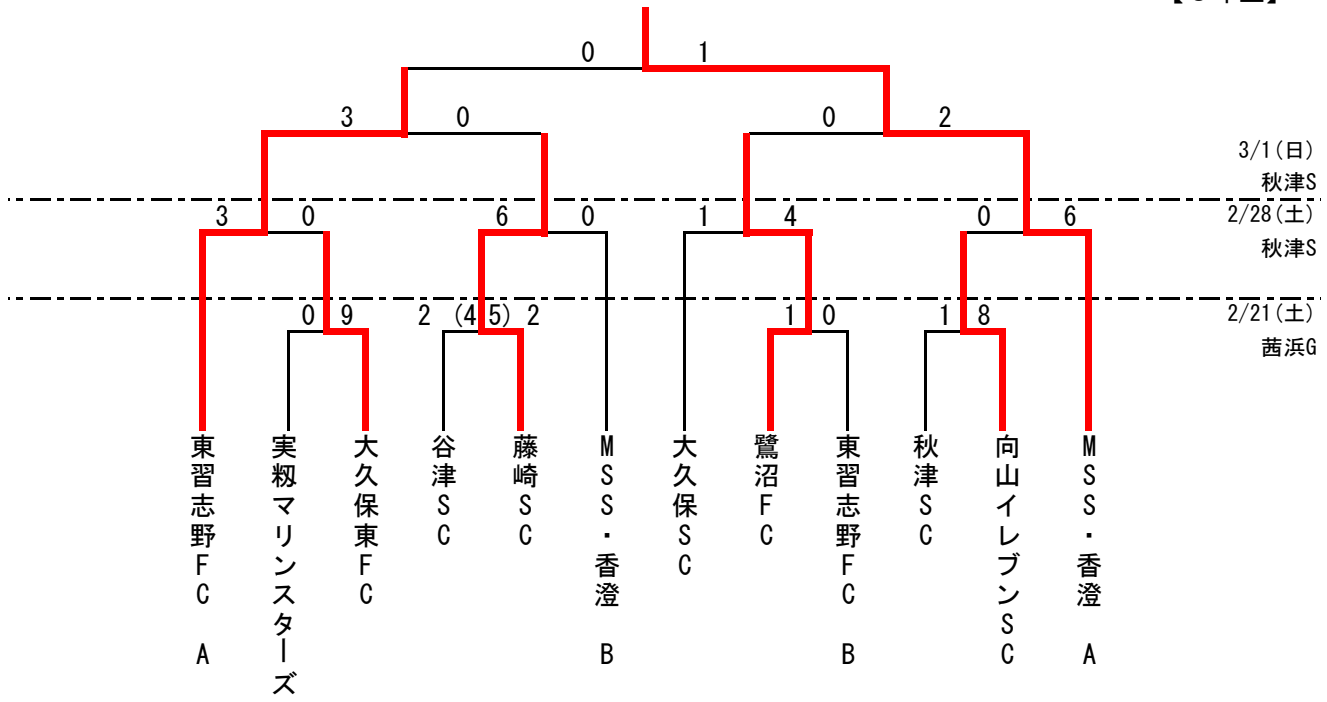 0 1
3 0 0 2
3/1(日)
秋津S
3 0 6 0 1 4 0 6
2/28(土)
秋津S
0 9 2 (4 5) 2 1 0 1 8
2/21(土)
茜浜G
東習志野FC A
実籾マリンスターズ
大久保東FC
谷津SC
藤崎SC
MSS・香澄 B
大久保SC
鷺沼FC
東習志野FC B
秋津SC
向山イレブンSC
MSS・香澄 A